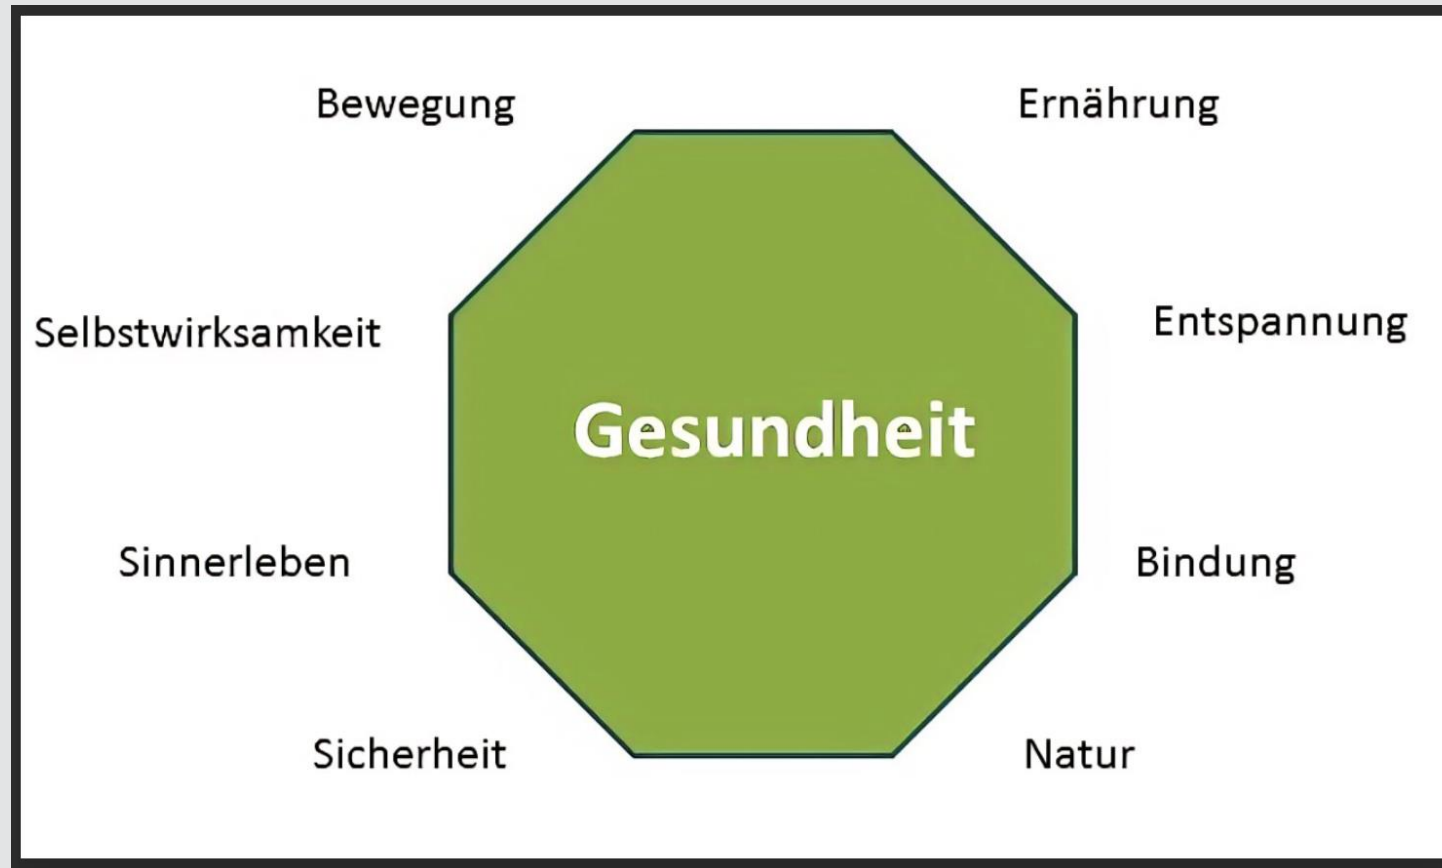 Bewegung
Ernährung
Selbstwirksamkeit
Entspannung
Gesundheit
Sinnerleben
Bindung
Sicherheit
Natur